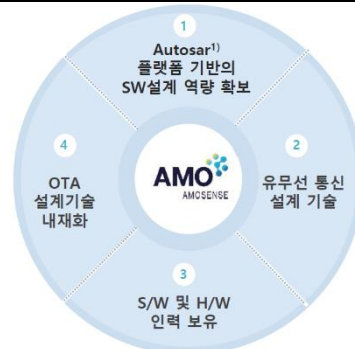 1
Autosar1)
플랫폼 기반의
SW설계 역량 확보
2
유무선 통신
설계 기술
3
S/W 및 H/W
인력 보유
4
OTA
설계기술
내재화
AMO
AMOSENSE